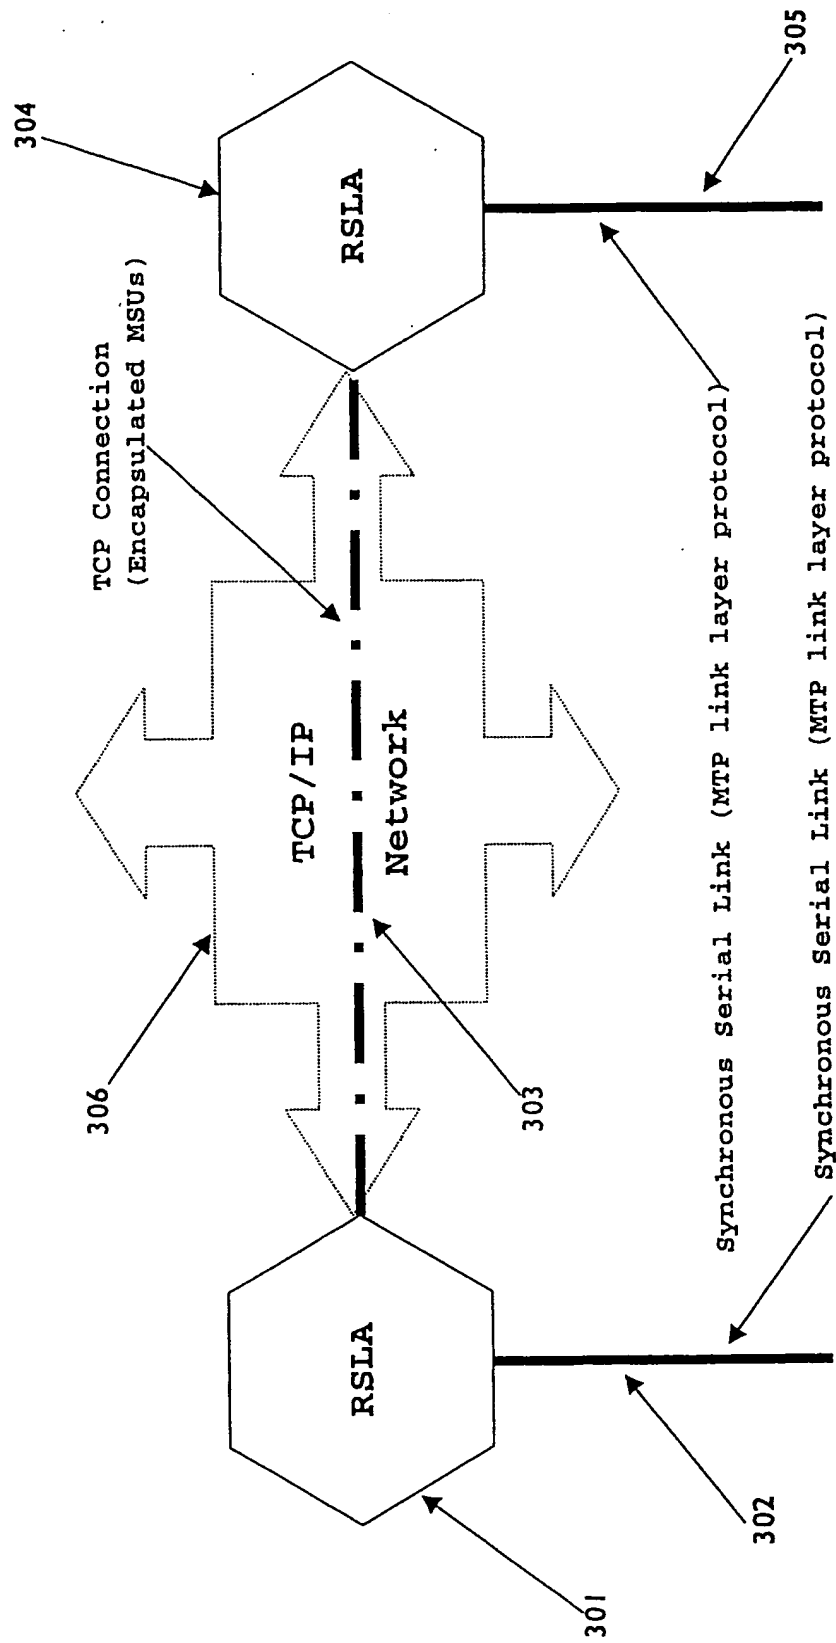 304
305
TCP Connection
(Encapsulated MSUs)
RSLA
306
TCP/IP
Network
303
RSLA
301
302
Synchronous Serial Link (MTP link layer protocol)
Synchronous Serial Link (MTP link layer protocol)